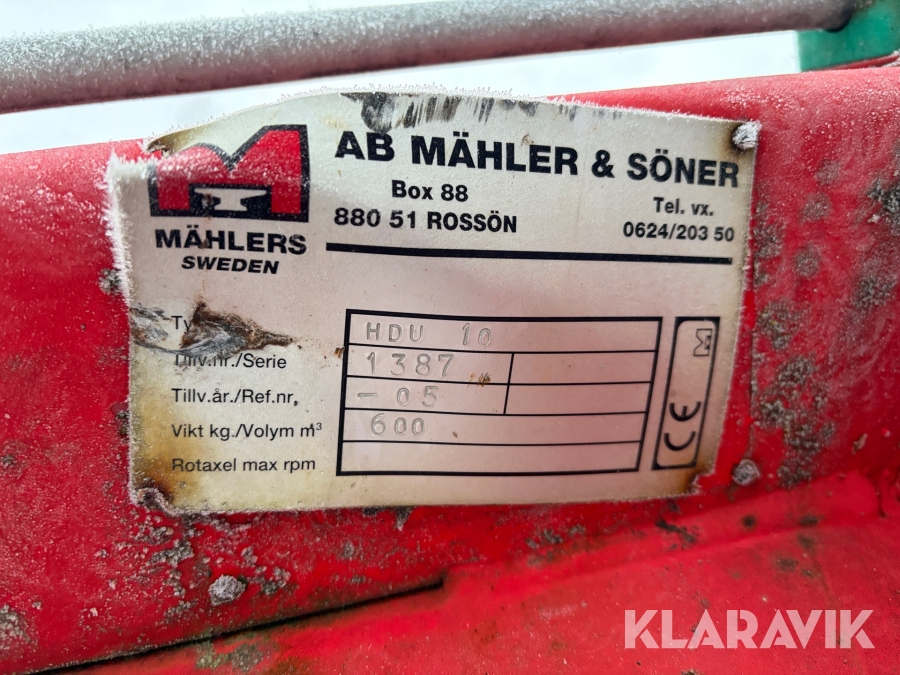 AB MÄHLER & SÖNER
Box 88
880 51 ROSSÖN
Tel. vx.
0624/203 50
MÄHLERS
SWEDEN
HDU 10
Tillv.nr./Serie 1387
Tillv.år./Ref.nr. - 05
Vikt kg./Volym m³ 600
Rotaxel max rpm
M
CE
KLARAVIK